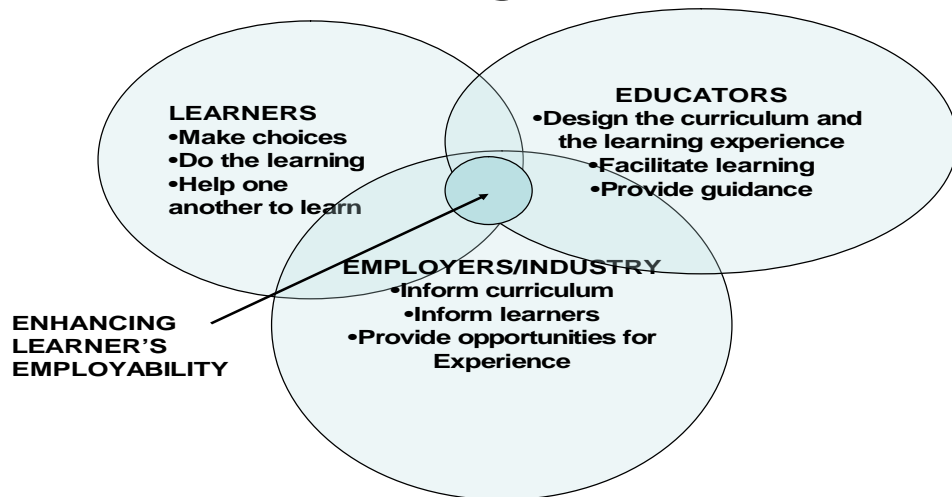 LEARNERS
•Make choices
•Do the learning
•Help one
another to learn
EDUCATORS
•Design the curriculum and
the learning experience
•Facilitate learning
•Provide guidance
EMPLOYERS/INDUSTRY
•Inform curriculum
•Inform learners
•Provide opportunities for
Experience
ENHANCING
LEARNER’S
EMPLOYABILITY